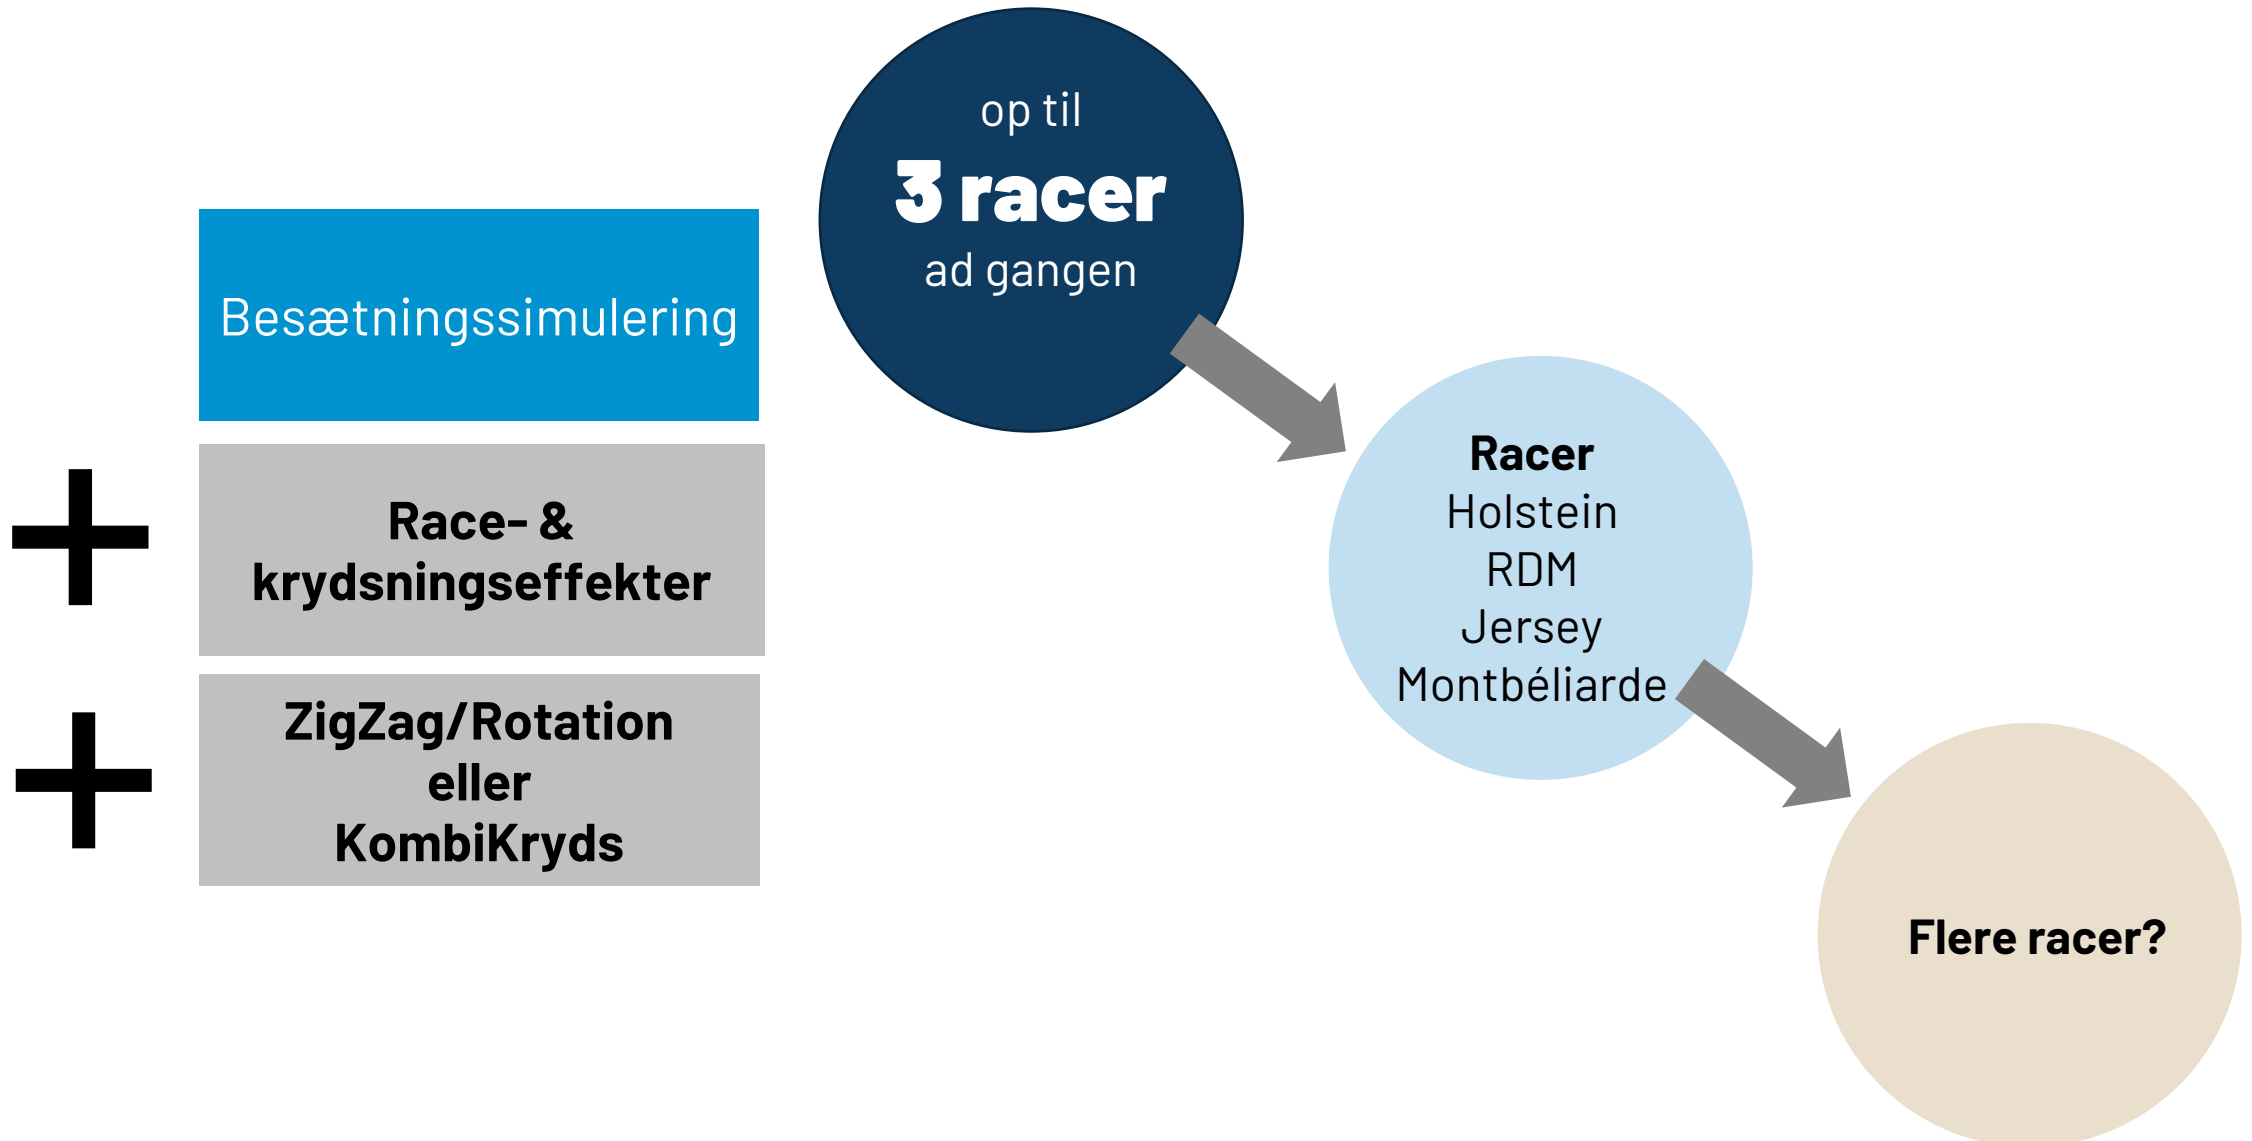 Besætningssimulering
Race- &
krydsningseffekter
ZigZag/Rotation
eller
KombiKryds
op til
3 racer
ad gangen
Racer
Holstein
RDM
Jersey
Montbéliarde
Flere racer?